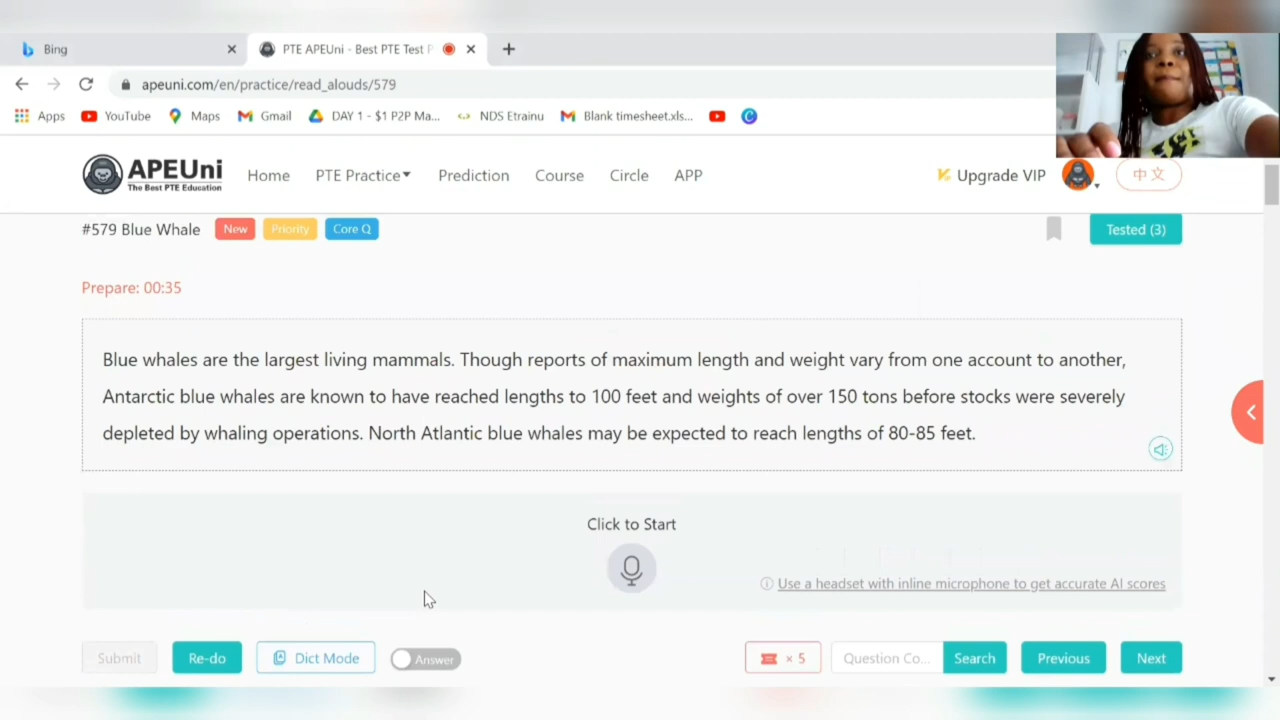 Bing
PTE APEUni - Best PTE Test P
apeuni.com/en/practice/read_alouds/579
Apps YouTube Maps Gmail DAY 1 - $1 P2P Ma... NDS Etrainu Blank timesheet.xls...
APEUni
The Best PTE Education
Home PTE Practice Prediction Course Circle APP Upgrade VIP 中文
#579 Blue Whale New Priority Core Q Tested (3)
Prepare: 00:35
Blue whales are the largest living mammals. Though reports of maximum length and weight vary from one account to another,
Antarctic blue whales are known to have reached lengths to 100 feet and weights of over 150 tons before stocks were severely
depleted by whaling operations. North Atlantic blue whales may be expected to reach lengths of 80-85 feet.
Click to Start
Use a headset with inline microphone to get accurate AI scores
Submit Re-do Dict Mode Answer × 5 Question Co... Search Previous Next